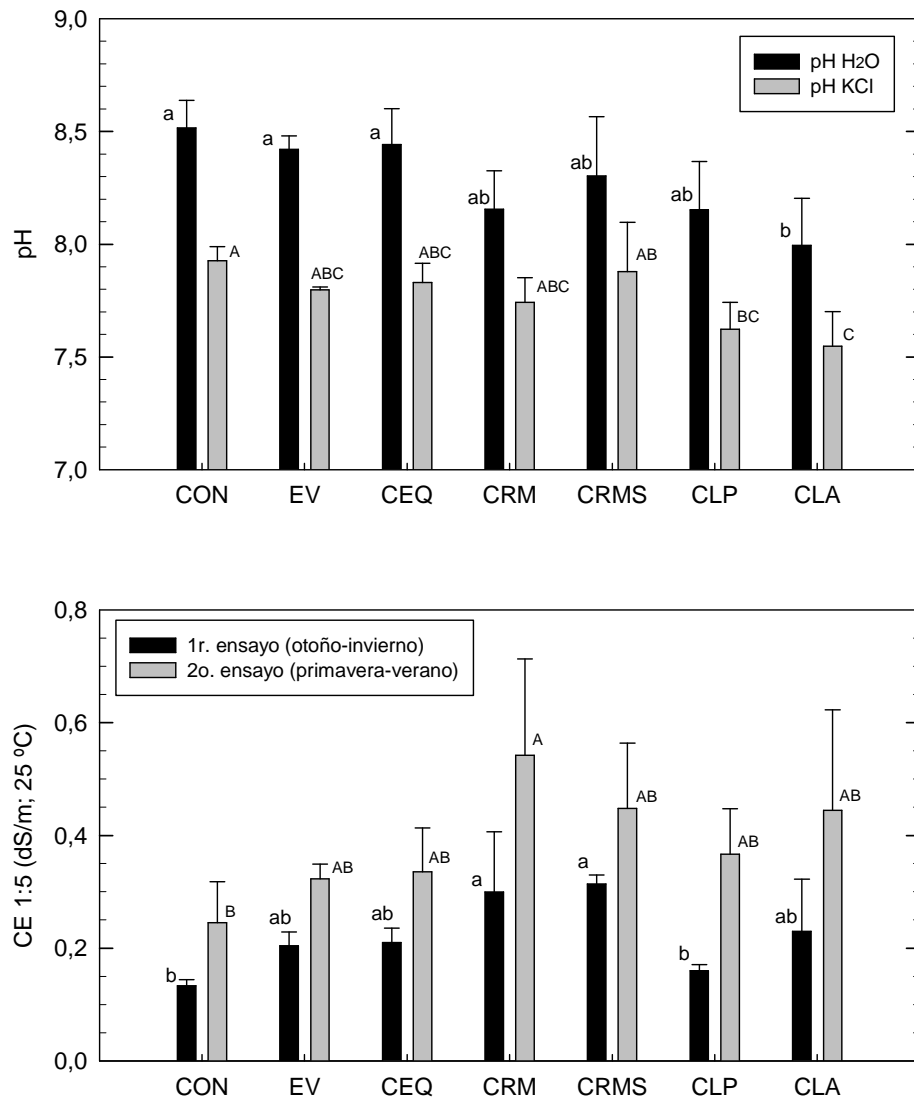 9,0
8,5
8,0
7,5
7,0
pH
pH H2O
pH KCl
a a a ab ab ab b
A ABC ABC ABC AB BC C
CON EV CEQ CRM CRMS CLP CLA
0,8
0,6
0,4
0,2
0,0
CE 1:5 (dS/m; 25 ºC)
1r. ensayo (otoño-invierno)
2o. ensayo (primavera-verano)
b ab ab a a b ab
B AB AB A AB AB AB
CON EV CEQ CRM CRMS CLP CLA